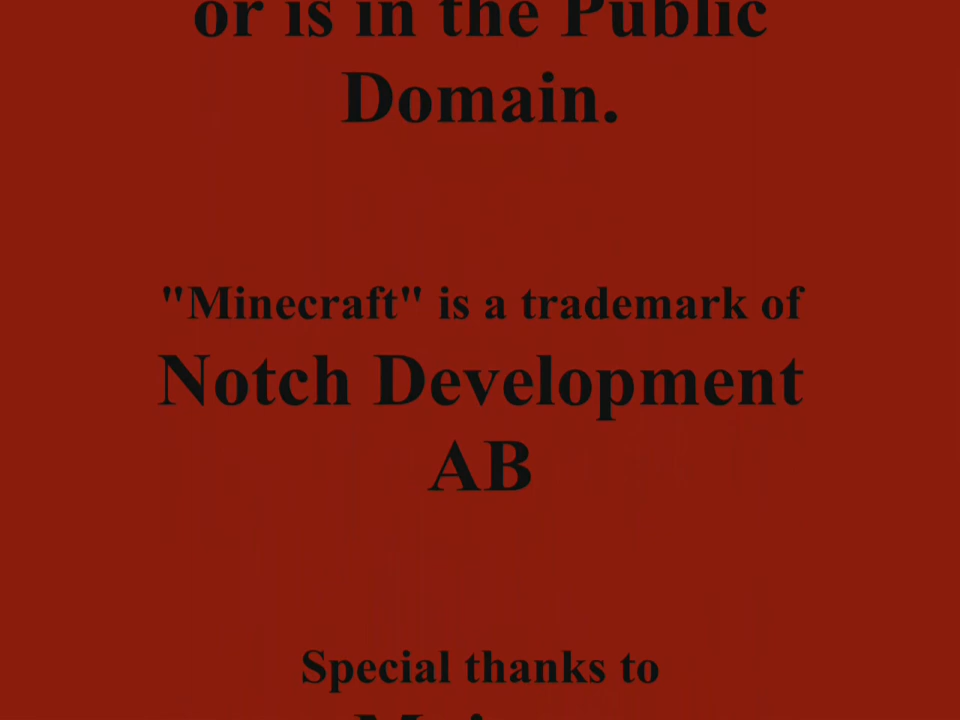 or is in the Public
Domain.
"Minecraft" is a trademark of
Notch Development
AB
Special thanks to